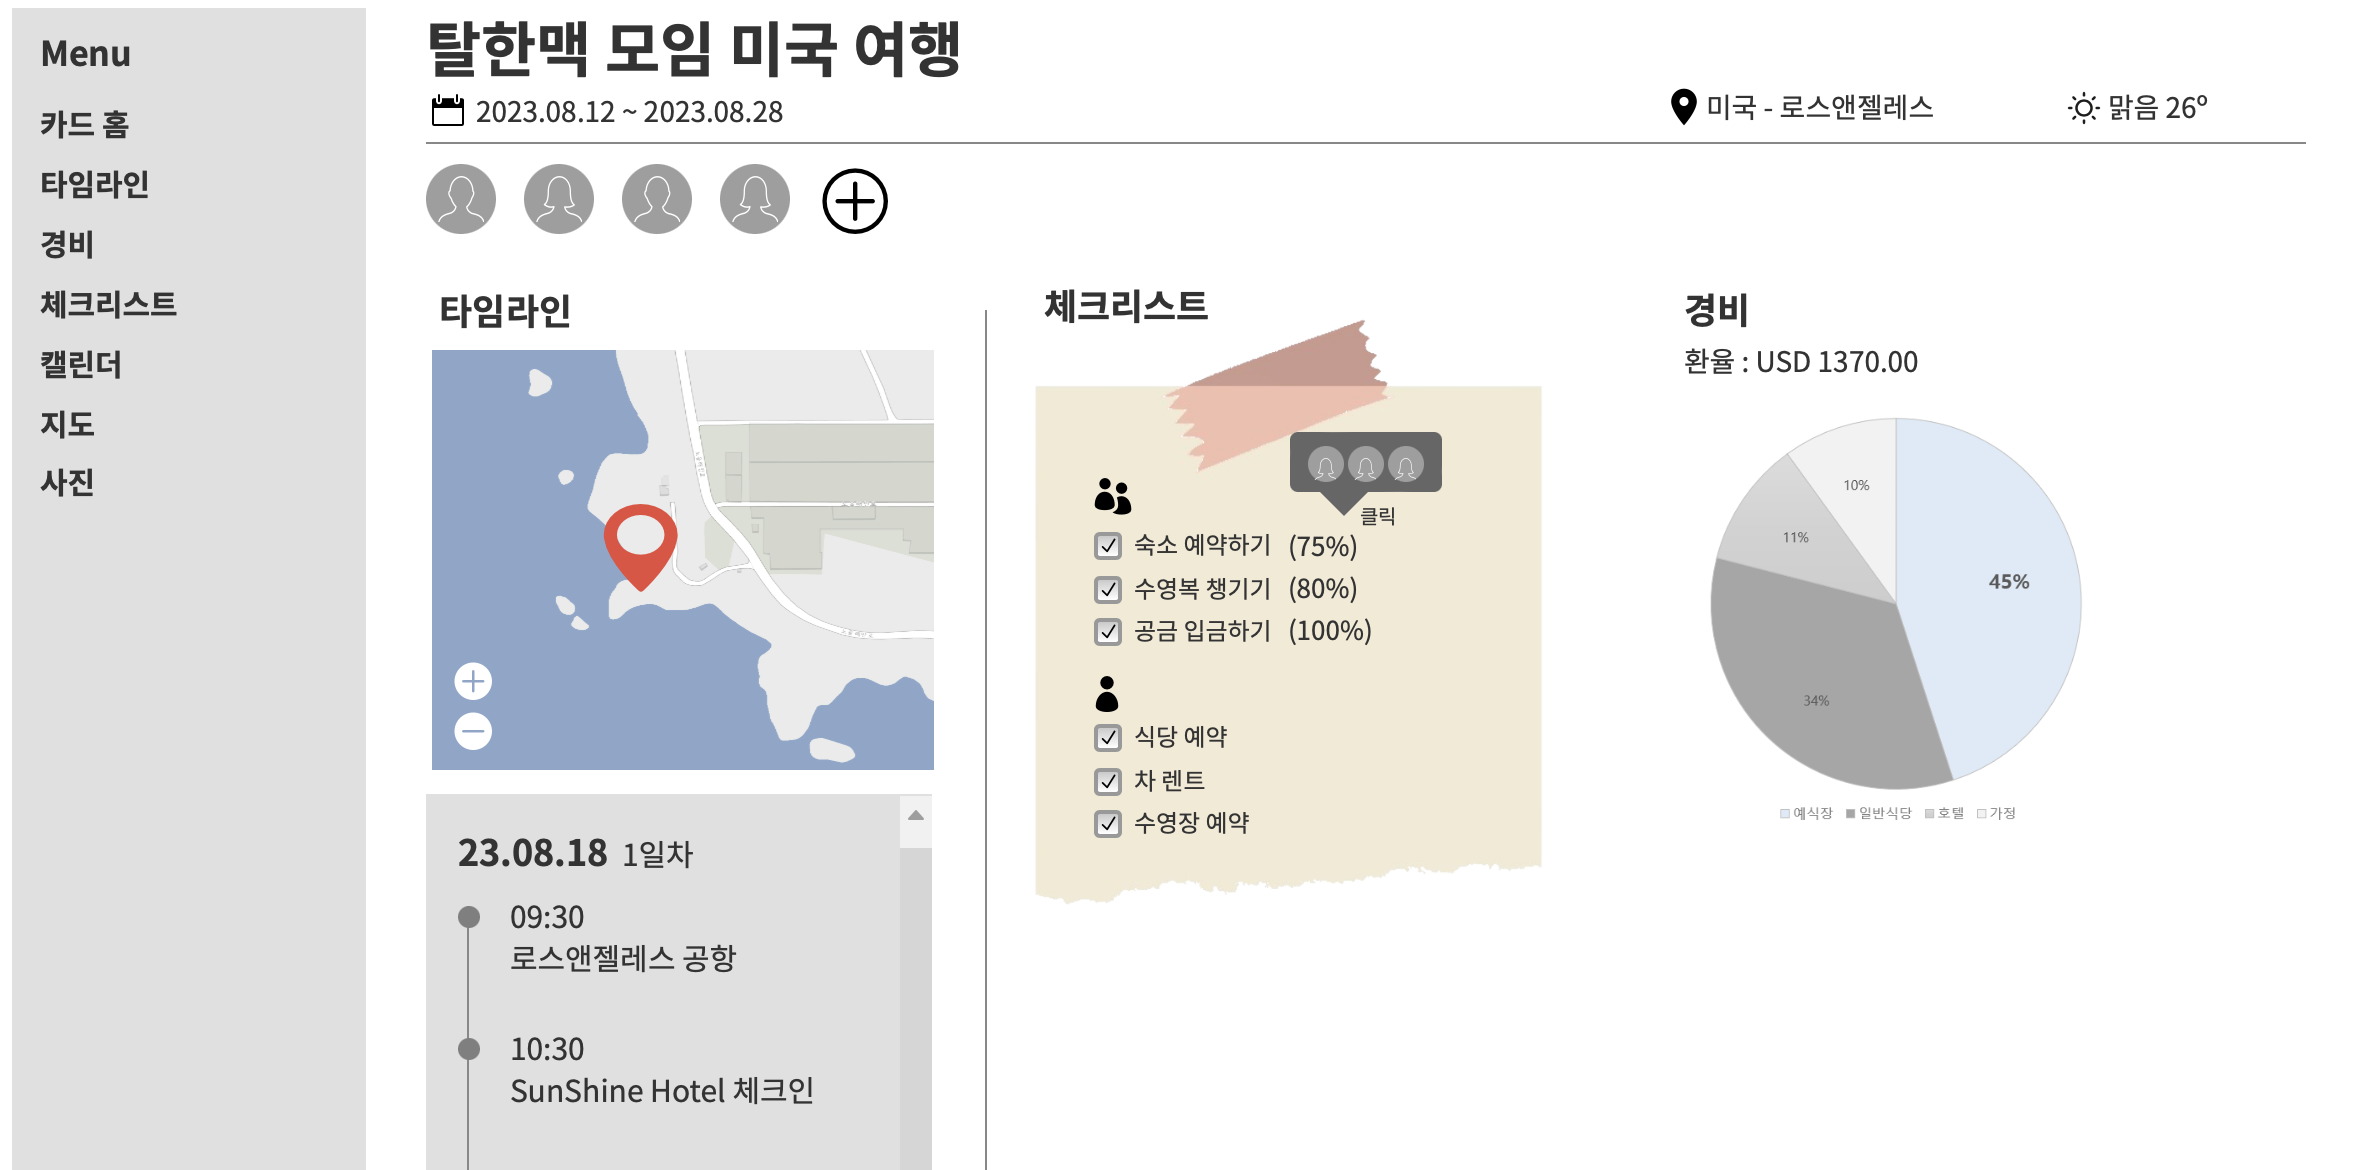 Menu
카드 홈
타임라인
경비
체크리스트
캘린더
지도
사진
탈한맥 모임 미국 여행
2023.08.12 ~ 2023.08.28
미국 - 로스앤젤레스
맑음 26º
타임라인
23.08.18 1일차
09:30
로스앤젤레스 공항
10:30
SunShine Hotel 체크인
체크리스트
클릭
숙소 예약하기 (75%)
수영복 챙기기 (80%)
공금 입금하기 (100%)
식당 예약
차 렌트
수영장 예약
경비
환율 : USD 1370.00
10%
11%
45%
34%
예식장 일반식당 호텔 가정